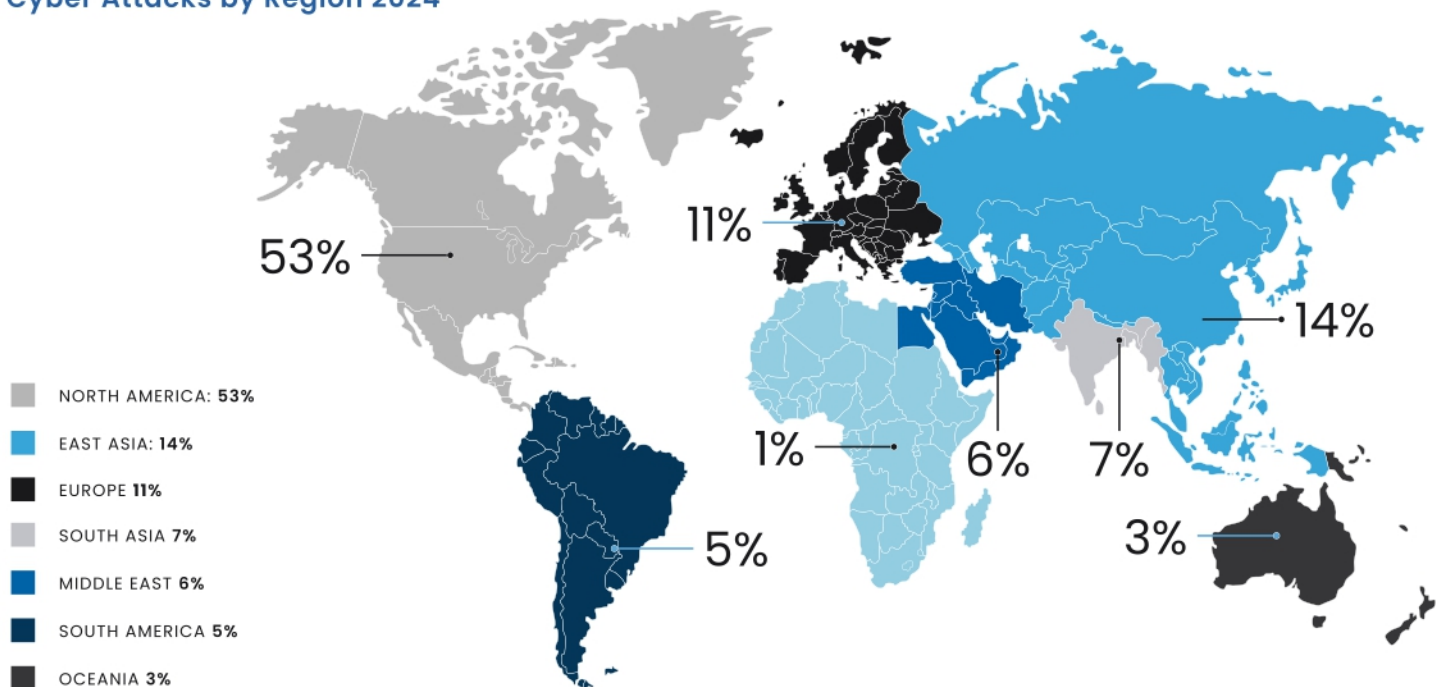 Cyber Attacks by Region 2024
53%
11%
14%
1%
6%
7%
5%
3%
NORTH AMERICA: 53%
EAST ASIA: 14%
EUROPE 11%
SOUTH ASIA 7%
MIDDLE EAST 6%
SOUTH AMERICA 5%
OCEANIA 3%